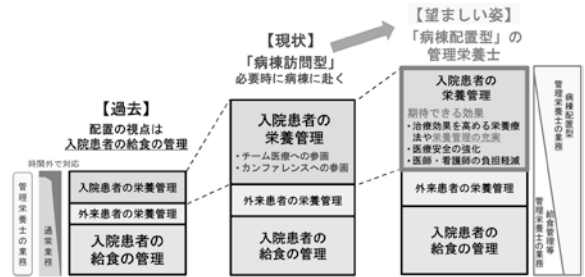 【過去】
配置の視点は
入院患者の給食の管理
時間外で対応
管理栄養士の業務
通常業務
入院患者の栄養管理
外来患者の栄養管理
入院患者の
給食の管理
【現状】
「病棟訪問型」
必要時に病棟に赴く
入院患者の
栄養管理
・チーム医療への参画
・カンファレンスへの参画
外来患者の栄養管理
入院患者の
給食の管理
【望ましい姿】
「病棟配置型」の
管理栄養士
入院患者の
栄養管理
期待できる効果
・治療効果を高める栄養療
法や栄養管理の充実
・医療安全の強化
・医師・看護師の負担軽減
外来患者の栄養管理
入院患者の
給食の管理
病棟配置型
管理栄養士の業務
給食管理等
管理栄養士の業務